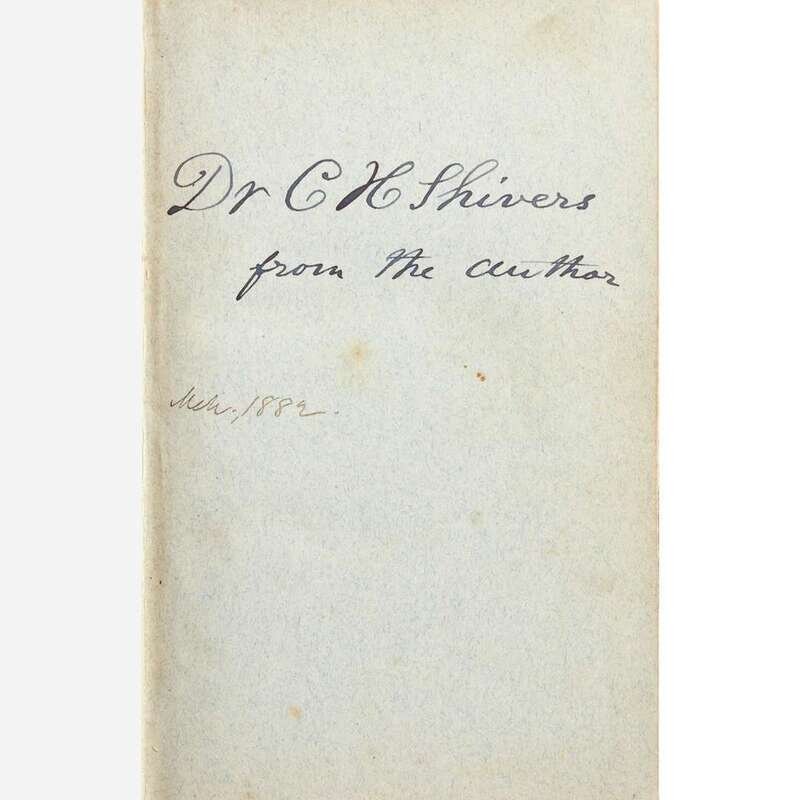 Dr C H Shivers
from the author
Mch, 1882.